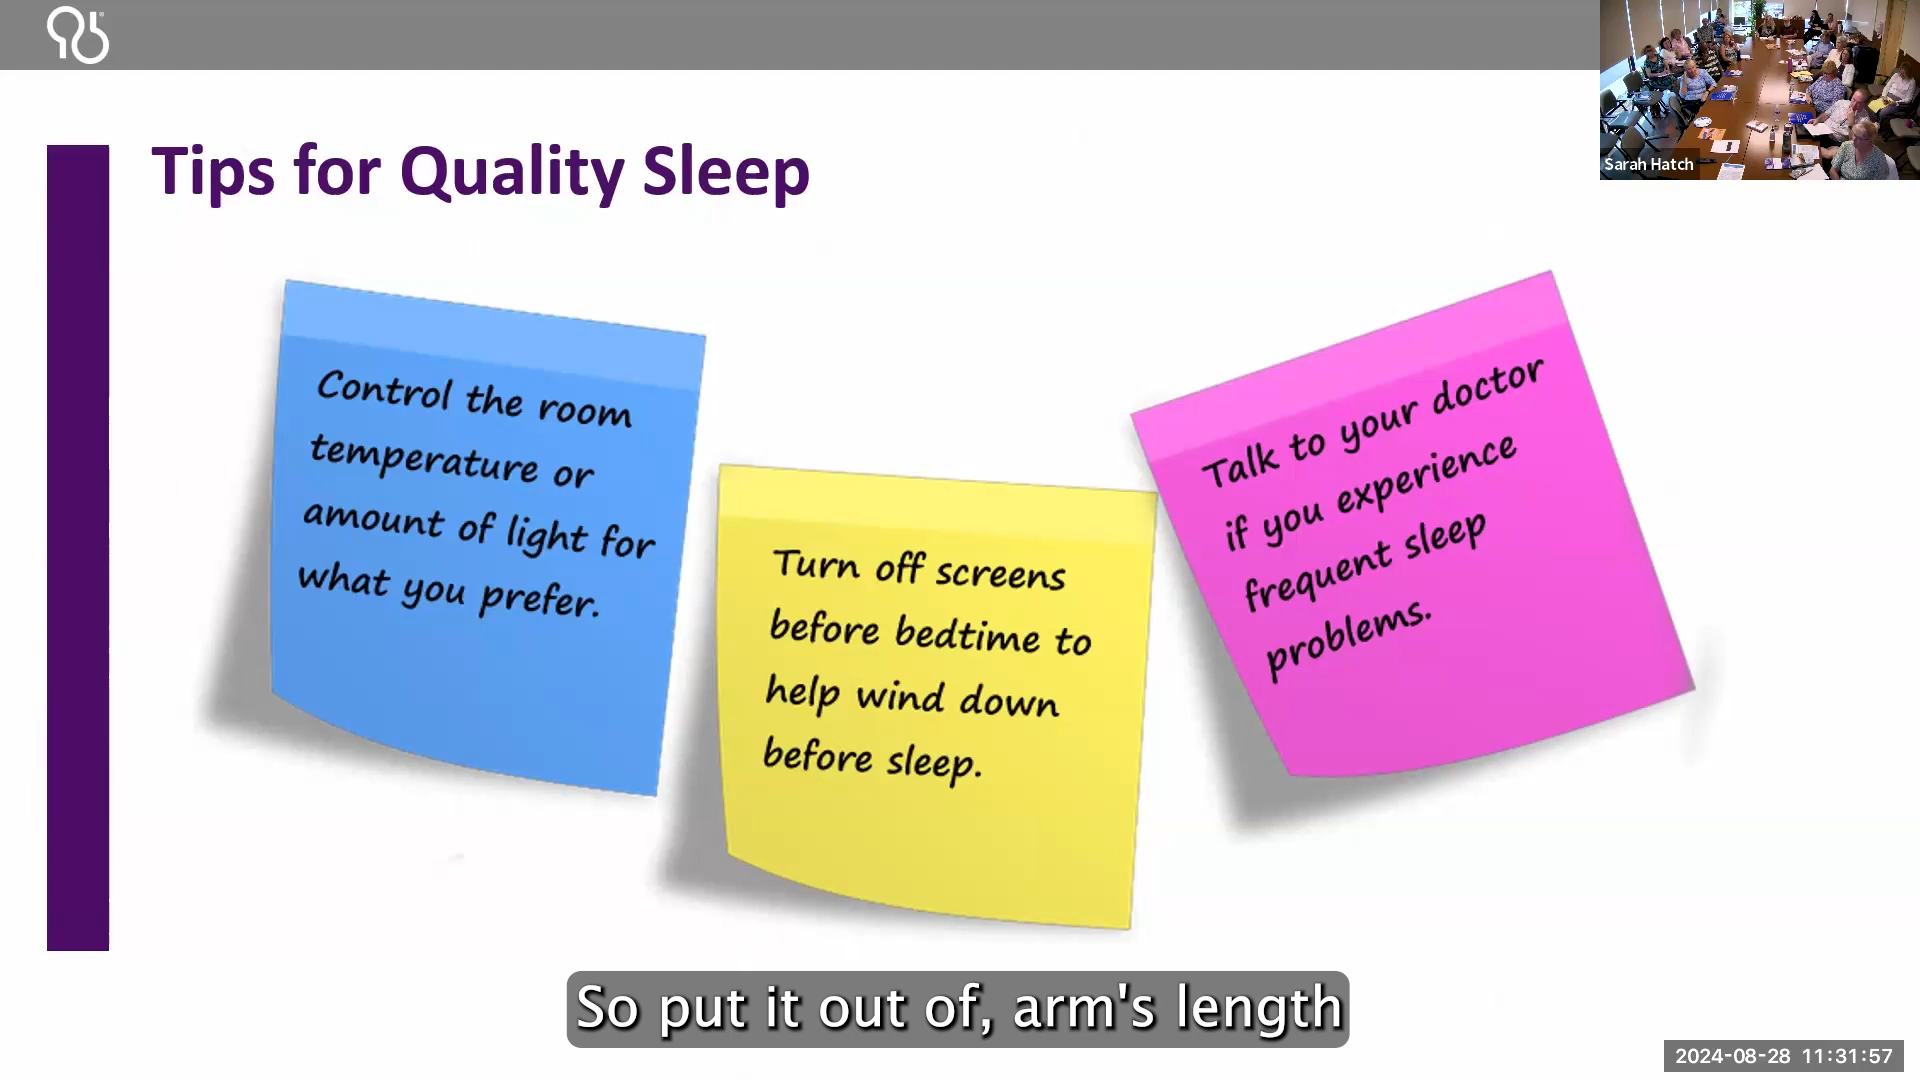 Sarah Hatch
Tips for Quality Sleep
Control the room
temperature or
amount of light for
what you prefer.
Turn off screens
before bedtime to
help wind down
before sleep.
Talk to your doctor
if you experience
frequent sleep
problems.
So put it out of, arm's length
2024-08-28 11:31:57